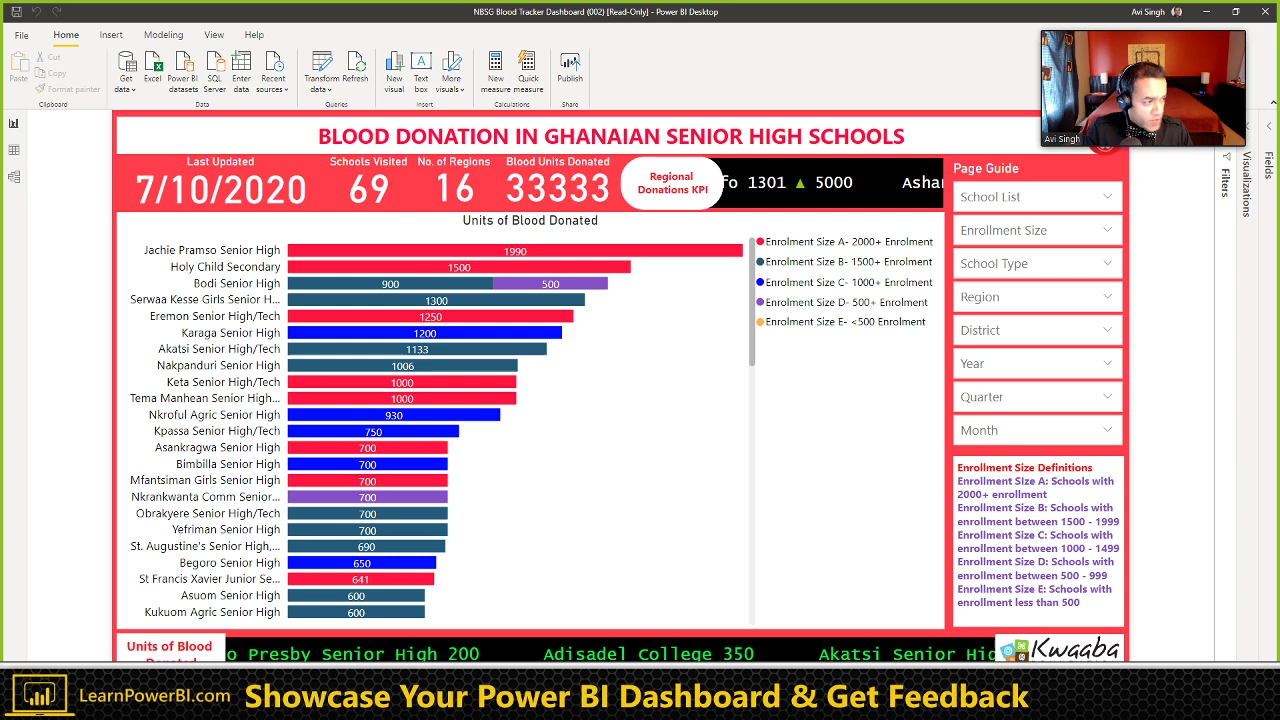 NBSG Blood Tracker Dashboard (002) [Read-Only] - Power BI Desktop
Avi Singh
File
Home
Insert
Modeling
View
Help
Paste
Cut
Copy
Format painter
Clipboard
Get data
Excel
Power BI datasets
SQL Server
Enter data
Recent sources
Data
Transform data
Refresh
Queries
New visual
Text box
More visuals
Insert
New measure
Quick measure
Calculations
Publish
Share
Avi Singh
BLOOD DONATION IN GHANAIAN SENIOR HIGH SCHOOLS
Last Updated
7/10/2020
Schools Visited
69
No. of Regions
16
Blood Units Donated
33333
Regional
Donations KPI
fo 1301 ▲ 5000 Ashar
Units of Blood Donated
Jachie Pramso Senior High 1990
Holy Child Secondary 1500
Bodi Senior High 900 500
Serwaa Kesse Girls Senior H... 1300
Eremon Senior High/Tech 1250
Karaga Senior High 1200
Akatsi Senior High/Tech 1133
Nakpanduri Senior High 1006
Keta Senior High/Tech 1000
Tema Manhean Senior High... 1000
Nkroful Agric Senior High 930
Kpassa Senior High/Tech 750
Asankragwa Senior High 700
Bimbilla Senior High 700
Mfantsiman Girls Senior High 700
Nkrankwanta Comm Senior... 700
Obrakyere Senior High/Tech 700
Yefriman Senior High 700
St. Augustine's Senior High,... 690
Begoro Senior High 650
St Francis Xavier Junior Se... 641
Asuom Senior High 600
Kukuom Agric Senior High 600
Enrolment Size A- 2000+ Enrolment
Enrolment Size B- 1500+ Enrolment
Enrolment Size C- 1000+ Enrolment
Enrolment Size D- 500+ Enrolment
Enrolment Size E- <500 Enrolment
Page Guide
School List
Enrollment Size
School Type
Region
District
Year
Quarter
Month
Enrollment Size Definitions
Enrollment SIze A: Schools with
2000+ enrollment
Enrollment Size B: Schools with
enrollment between 1500 - 1999
Enrollment Size C: Schools with
enrollment between 1000 - 1499
Enrollment Size D: Schools with
enrollment between 500 - 999
Enrollment Size E: Schools with
enrollment less than 500
Filters
Visualizations
Fields
Units of Blood
o Presby Senior High 200 Adisadel College 350 Akatsi Senior Hig
Kwaaba
LearnPowerBI.com
Showcase Your Power BI Dashboard & Get Feedback